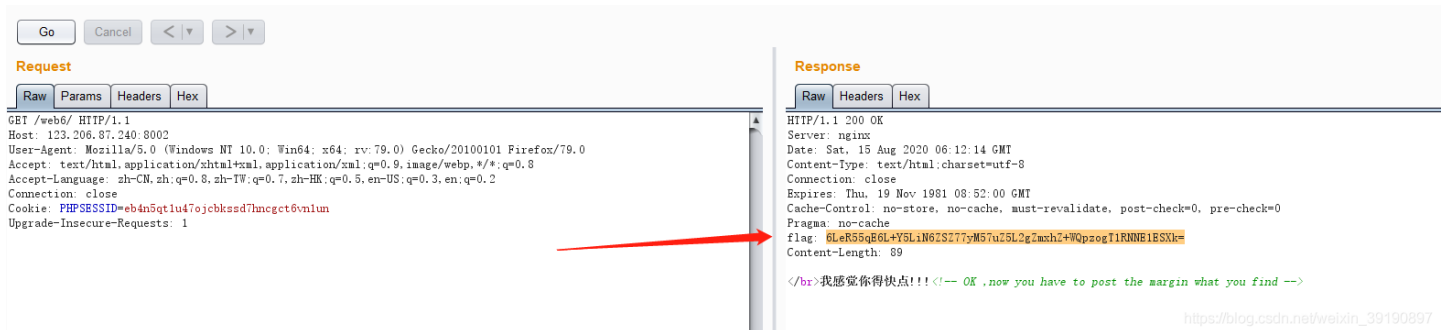 Go Cancel < >
Request
Raw Params Headers Hex
GET /web6/ HTTP/1.1
Host: 123.206.87.240:8002
User-Agent: Mozilla/5.0 (Windows NT 10.0; Win64; x64; rv:79.0) Gecko/20100101 Firefox/79.0
Accept: text/html,application/xhtml+xml,application/xml;q=0.9,image/webp,*/*;q=0.8
Accept-Language: zh-CN,zh;q=0.8,zh-TW;q=0.7,zh-HK;q=0.5,en-US;q=0.3,en;q=0.2
Connection: close
Cookie: PHPSESSID=eb4n5qt1u47ojcbkssd7hncgct6vn1un
Upgrade-Insecure-Requests: 1
Response
Raw Headers Hex
HTTP/1.1 200 OK
Server: nginx
Date: Sat, 15 Aug 2020 06:12:14 GMT
Content-Type: text/html;charset=utf-8
Connection: close
Expires: Thu, 19 Nov 1981 08:52:00 GMT
Cache-Control: no-store, no-cache, must-revalidate, post-check=0, pre-check=0
Pragma: no-cache
flag: 6LeR55qE6L+Y5LiN6ZSZ77yM57uZ5L2gZmxhZ+WQpzogT1RNNE1ESXk=
Content-Length: 89
</br>我感觉你得快点!!!<!-- OK ,now you have to post the margin what you find -->
https://blog.csdn.net/weixin_39190897